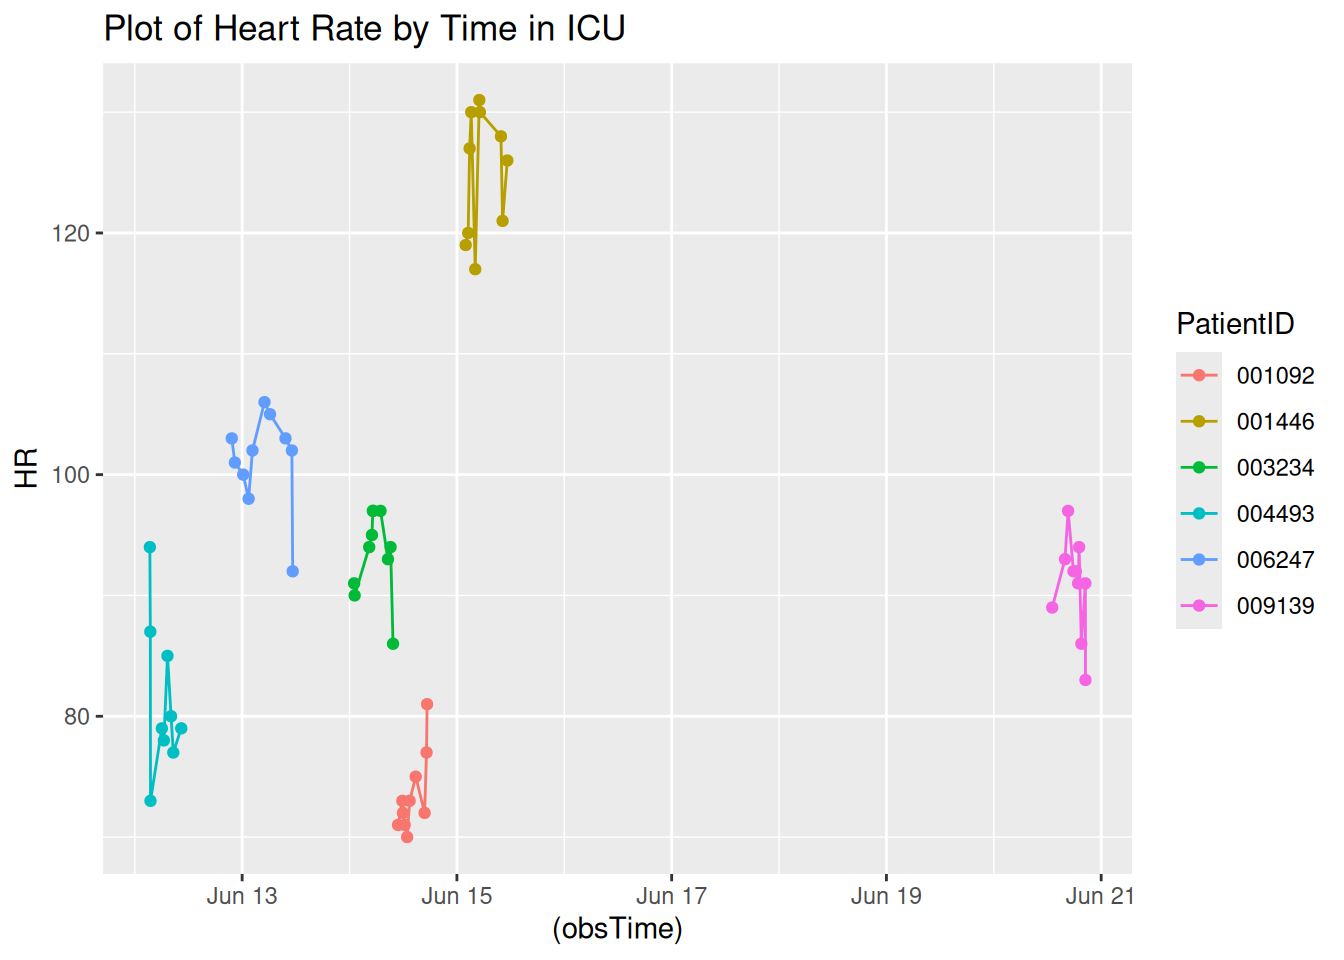 Plot of Heart Rate by Time in ICU
HR
120
100
80
Jun 13
Jun 15
Jun 17
Jun 19
Jun 21
(obsTime)
PatientID
001092
001446
003234
004493
006247
009139